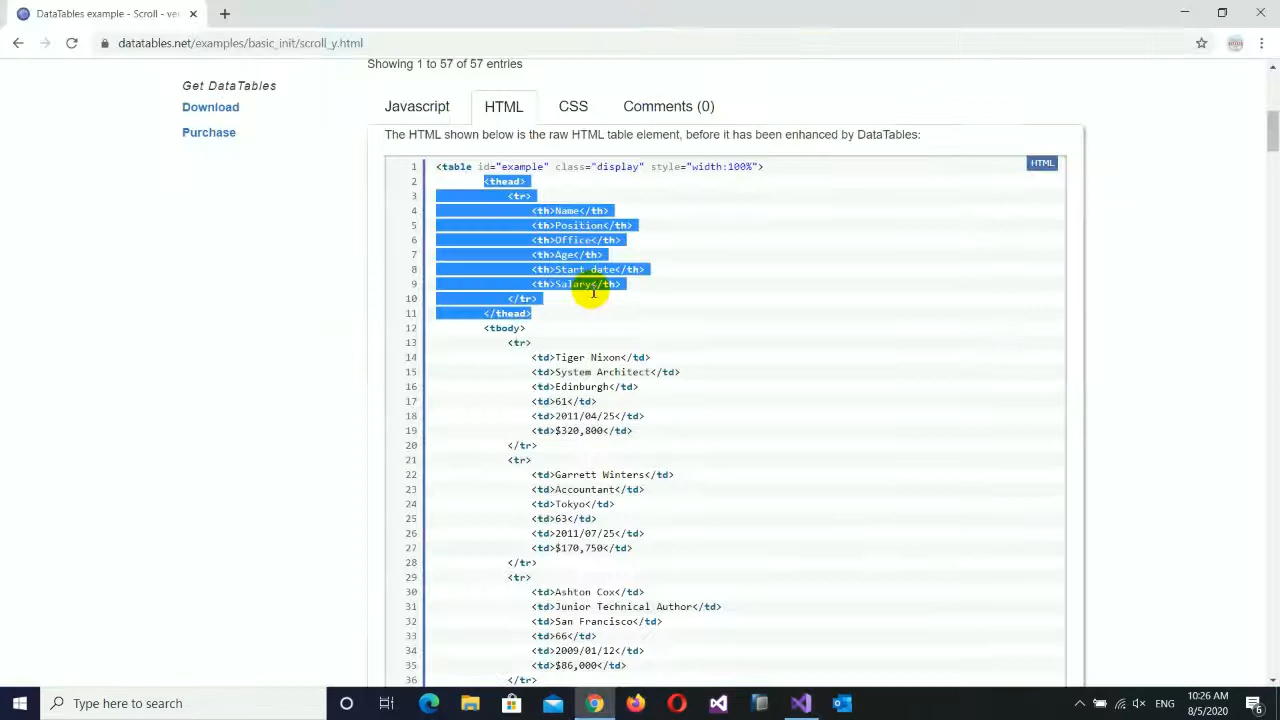 DataTables example - Scroll - ve
datatables.net/examples/basic_init/scroll_y.html
Showing 1 to 57 of 57 entries
Get DataTables
Download
Purchase
Javascript HTML CSS Comments (0)
The HTML shown below is the raw HTML table element, before it has been enhanced by DataTables:
HTML
1 <table id="example" class="display" style="width:100%">
2 <thead>
3 <tr>
4 <th>Name</th>
5 <th>Position</th>
6 <th>Office</th>
7 <th>Age</th>
8 <th>Start date</th>
9 <th>Salary</th>
10 </tr>
11 </thead>
12 <tbody>
13 <tr>
14 <td>Tiger Nixon</td>
15 <td>System Architect</td>
16 <td>Edinburgh</td>
17 <td>61</td>
18 <td>2011/04/25</td>
19 <td>$320,800</td>
20 </tr>
21 <tr>
22 <td>Garrett Winters</td>
23 <td>Accountant</td>
24 <td>Tokyo</td>
25 <td>63</td>
26 <td>2011/07/25</td>
27 <td>$170,750</td>
28 </tr>
29 <tr>
30 <td>Ashton Cox</td>
31 <td>Junior Technical Author</td>
32 <td>San Francisco</td>
33 <td>66</td>
34 <td>2009/01/12</td>
35 <td>$86,000</td>
36 </tr>
Type here to search
ENG
10:26 AM
8/5/2020
6